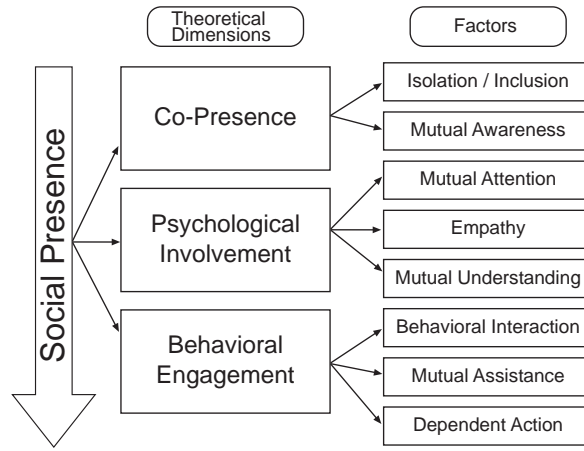 Theoretical
Dimensions
Factors
Social Presence
Co-Presence
Isolation / Inclusion
Mutual Awareness
Psychological
Involvement
Mutual Attention
Empathy
Mutual Understanding
Behavioral
Engagement
Behavioral Interaction
Mutual Assistance
Dependent Action